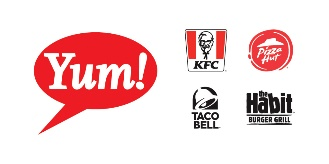 Yum!
KFC
Pizza
Hut
TACO
BELL
the
Habit
BURGER GRILL